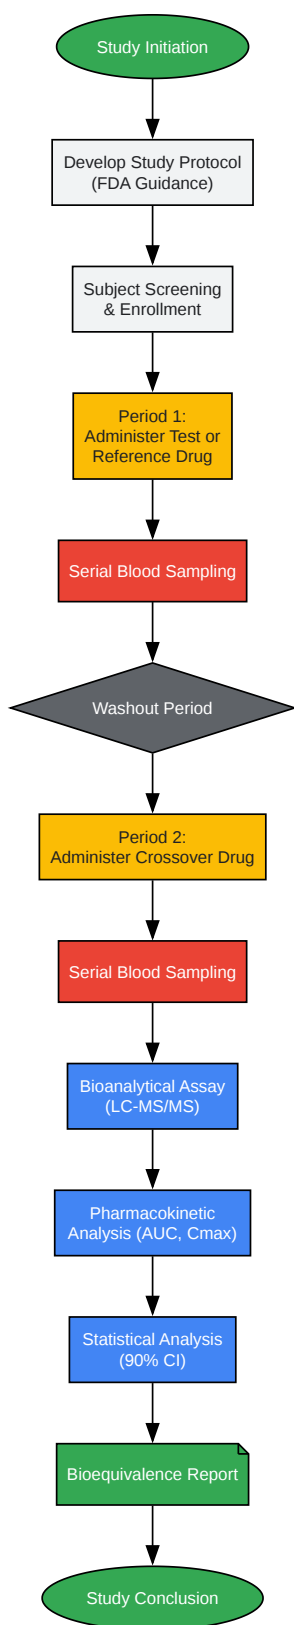 Study Initiation
Develop Study Protocol
(FDA Guidance)
Subject Screening
& Enrollment
Period 1:
Administer Test or
Reference Drug
Serial Blood Sampling
Washout Period
Period 2:
Administer Crossover Drug
Serial Blood Sampling
Bioanalytical Assay
(LC-MS/MS)
Pharmacokinetic
Analysis (AUC, Cmax)
Statistical Analysis
(90% CI)
Bioequivalence Report
Study Conclusion